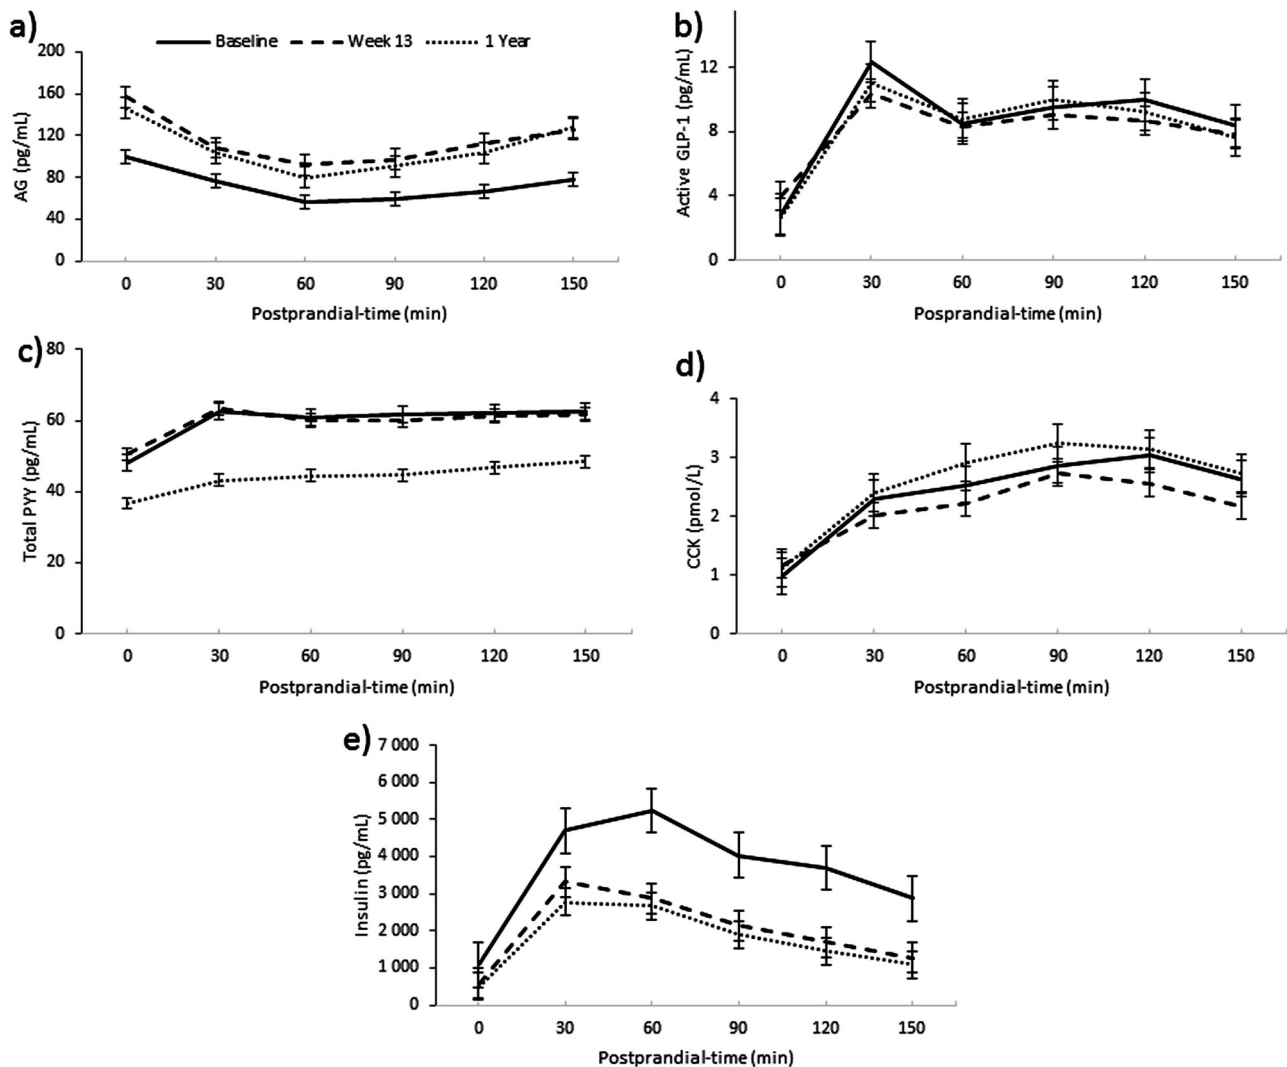 a)
Baseline Week 13 1 Year
AG (pg/mL)
200
160
120
80
40
0
0 30 60 90 120 150
Postprandial-time (min)
b)
Active GLP-1 (pg/mL)
12
8
4
0
0 30 60 90 120 150
Posprandial-time (min)
c)
Total PYY (pg/mL)
80
60
40
20
0
0 30 60 90 120 150
Postprandial-time (min)
d)
CCK (pmol/L)
4
3
2
1
0
0 30 60 90 120 150
Postprandial-time (min)
e)
Insulin (pg/mL)
7 000
6 000
5 000
4 000
3 000
2 000
1 000
0
0 30 60 90 120 150
Postprandial-time (min)